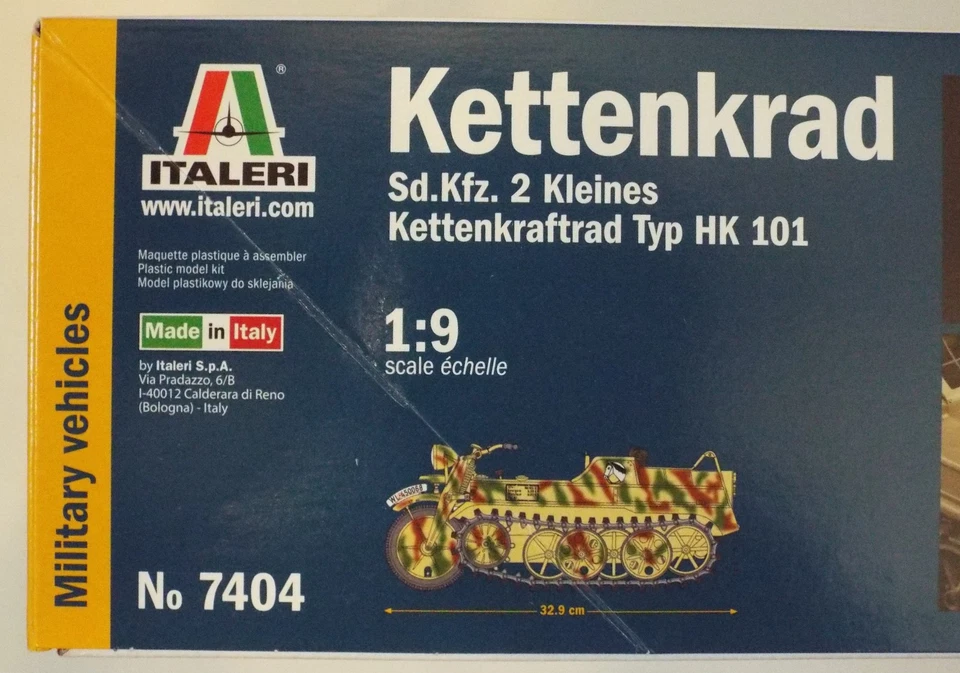 Military vehicles
®
ITALERI
www.italeri.com
Maquette plastique à assembler
Plastic model kit
Model plastikowy do sklejania
Made in Italy
by Italeri S.p.A.
Via Pradazzo, 6/B
I-40012 Calderara di Reno
(Bologna) - Italy
No 7404
Kettenkrad
Sd.Kfz. 2 Kleines
Kettenkraftrad Typ HK 101
1:9
scale échelle
32.9 cm